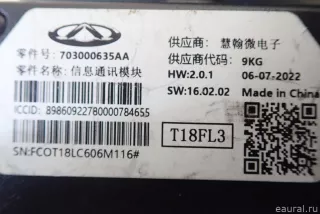 零件号: 703000635AA
零件名: 信息通讯模块
ICCID: 89860922780000784655
SN:FCOT18LC606M116#
供应商: 慧翰微电子
供应商代码: 9KG
HW:2.0.1 06-07-2022
SW:16.02.02 Made in China
T18FL3
eaural.ru